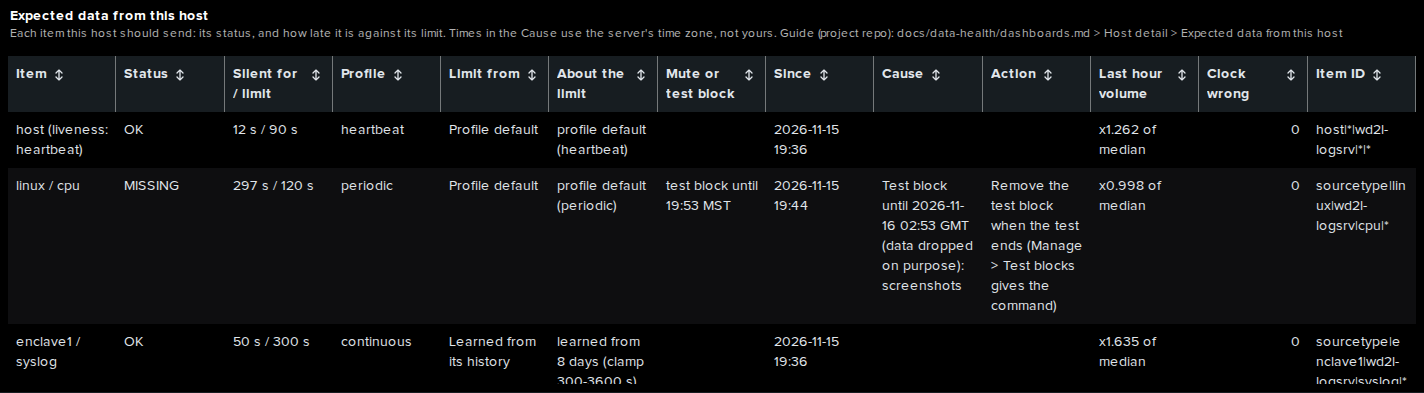 Expected data from this host
Each item this host should send: its status, and how late it is against its limit. Times in the Cause use the server's time zone, not yours. Guide (project repo): docs/data-health/dashboards.md > Host detail > Expected data from this host
Item
Status
Silent for
/ limit
Profile
Limit from
About the
limit
Mute or
test block
Since
Cause
Action
Last hour
volume
Clock
wrong
Item ID
host (liveness:
heartbeat)
OK
12 s / 90 s
heartbeat
Profile default
profile default
(heartbeat)
2026-11-15
19:36
x1.262 of
median
0
host|*|wd2l-
logsrv|*|*
linux / cpu
MISSING
297 s / 120 s
periodic
Profile default
profile default
(periodic)
test block until
19:53 MST
2026-11-15
19:44
Test block
until 2026-11-
16 02:53 GMT
(data dropped
on purpose):
screenshots
Remove the
test block
when the test
ends (Manage
> Test blocks
gives the
command)
x0.998 of
median
0
sourcetype|lin
ux|wd2l-
logsrv|cpu|*
enclave1 /
syslog
OK
50 s / 300 s
continuous
Learned from
its history
learned from
8 days (clamp
300-3600 s)
2026-11-15
19:36
x1.635 of
median
0
sourcetype|e
nclave1|wd2l-
logsrv|syslog|*